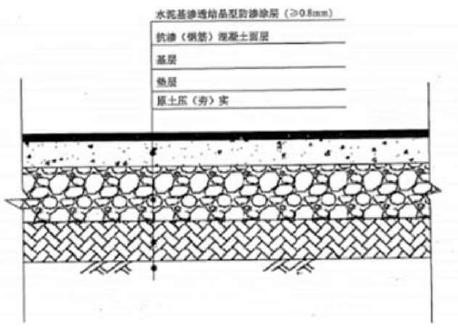 水泥基渗透结晶型防渗涂层（≥0.8mm）
抗渗（钢筋）混凝土面层
基层
垫层
原土压（夯）实